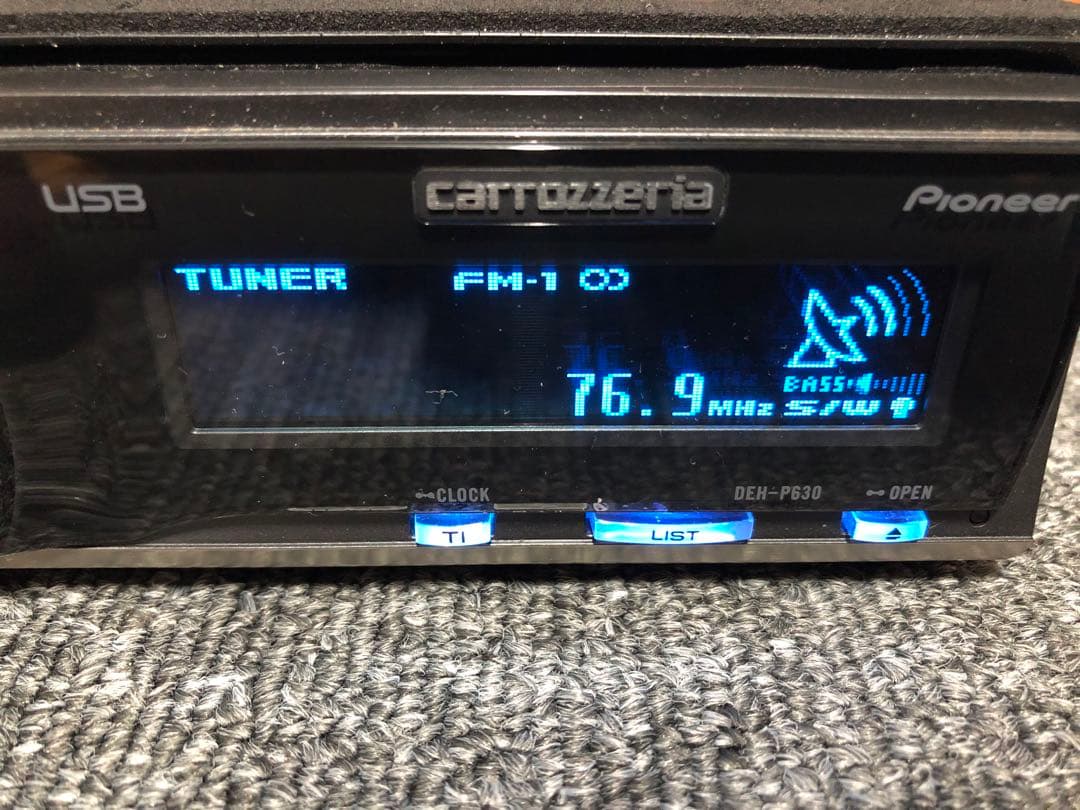 USB
carrozzeria
Pioneer
TUNER
FM-1
BASS
76.9MHz S/W
CLOCK
DEH-P630
OPEN
TI
LIST